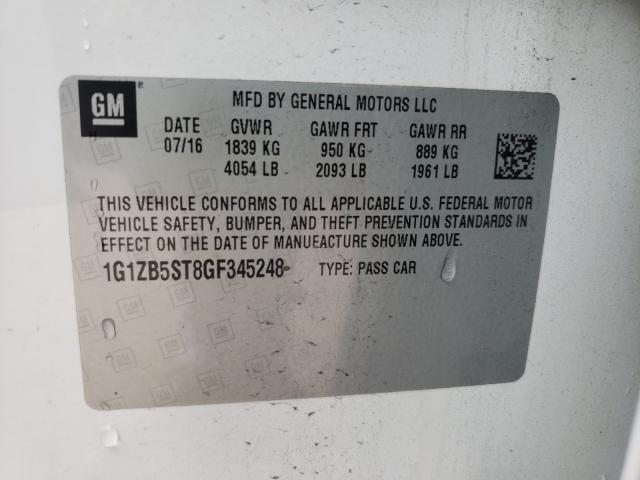 GM
MFD BY GENERAL MOTORS LLC
DATE GVWR GAWR FRT GAWR RR
07/16 1839 KG 950 KG 889 KG
4054 LB 2093 LB 1961 LB
THIS VEHICLE CONFORMS TO ALL APPLICABLE U.S. FEDERAL MOTOR
VEHICLE SAFETY, BUMPER, AND THEFT PREVENTION STANDARDS IN
EFFECT ON THE DATE OF MANUFACTURE SHOWN ABOVE.
1G1ZB5ST8GF345248 TYPE: PASS CAR